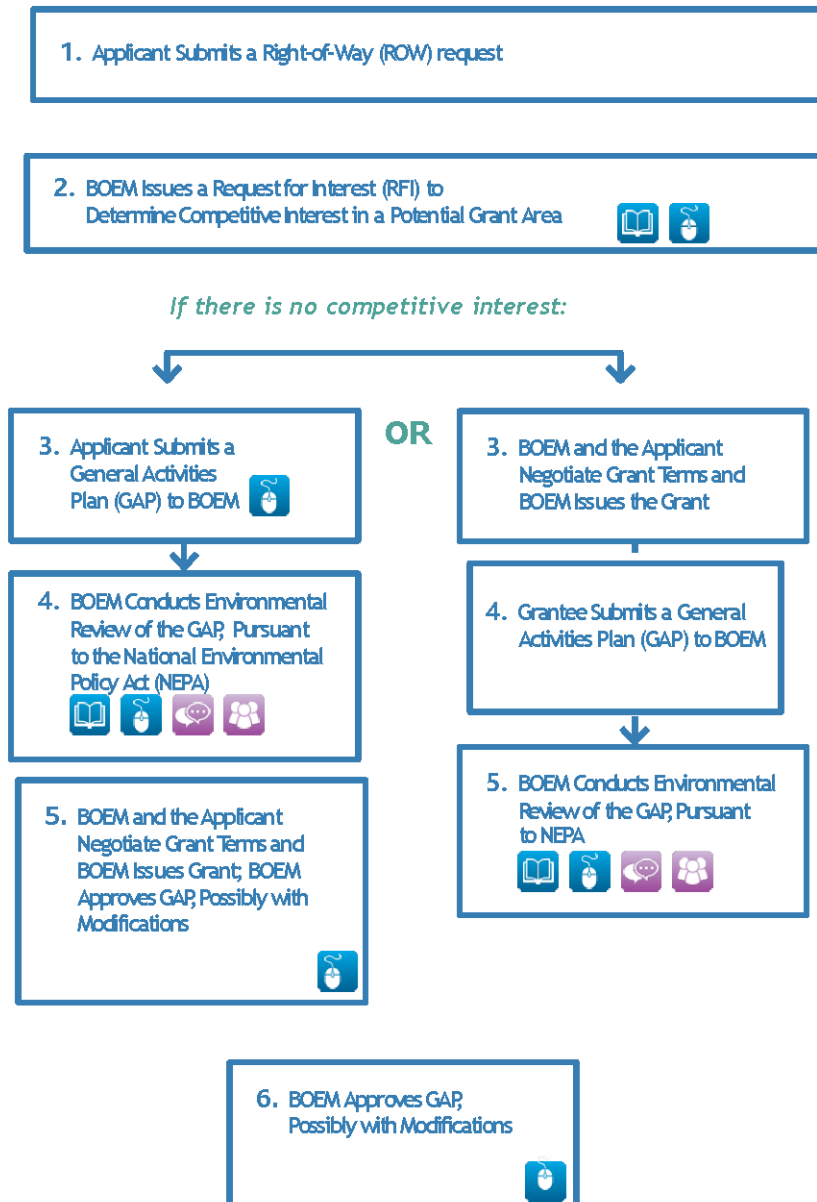 1. Applicant Submits a Right-of-Way (ROW) request
2. BOEM Issues a Request for Interest (RFI) to
Determine Competitive Interest in a Potential Grant Area
If there is no competitive interest:
3. Applicant Submits a
General Activities
Plan (GAP) to BOEM
OR
3. BOEM and the Applicant
Negotiate Grant Terms and
BOEM Issues the Grant
4. BOEM Conducts Environmental
Review of the GAP, Pursuant
to the National Environmental
Policy Act (NEPA)
4. Grantee Submits a General
Activities Plan (GAP) to BOEM
5. BOEM and the Applicant
Negotiate Grant Terms and
BOEM Issues Grant; BOEM
Approves GAP, Possibly with
Modifications
5. BOEM Conducts Environmental
Review of the GAP, Pursuant
to NEPA
6. BOEM Approves GAP,
Possibly with Modifications